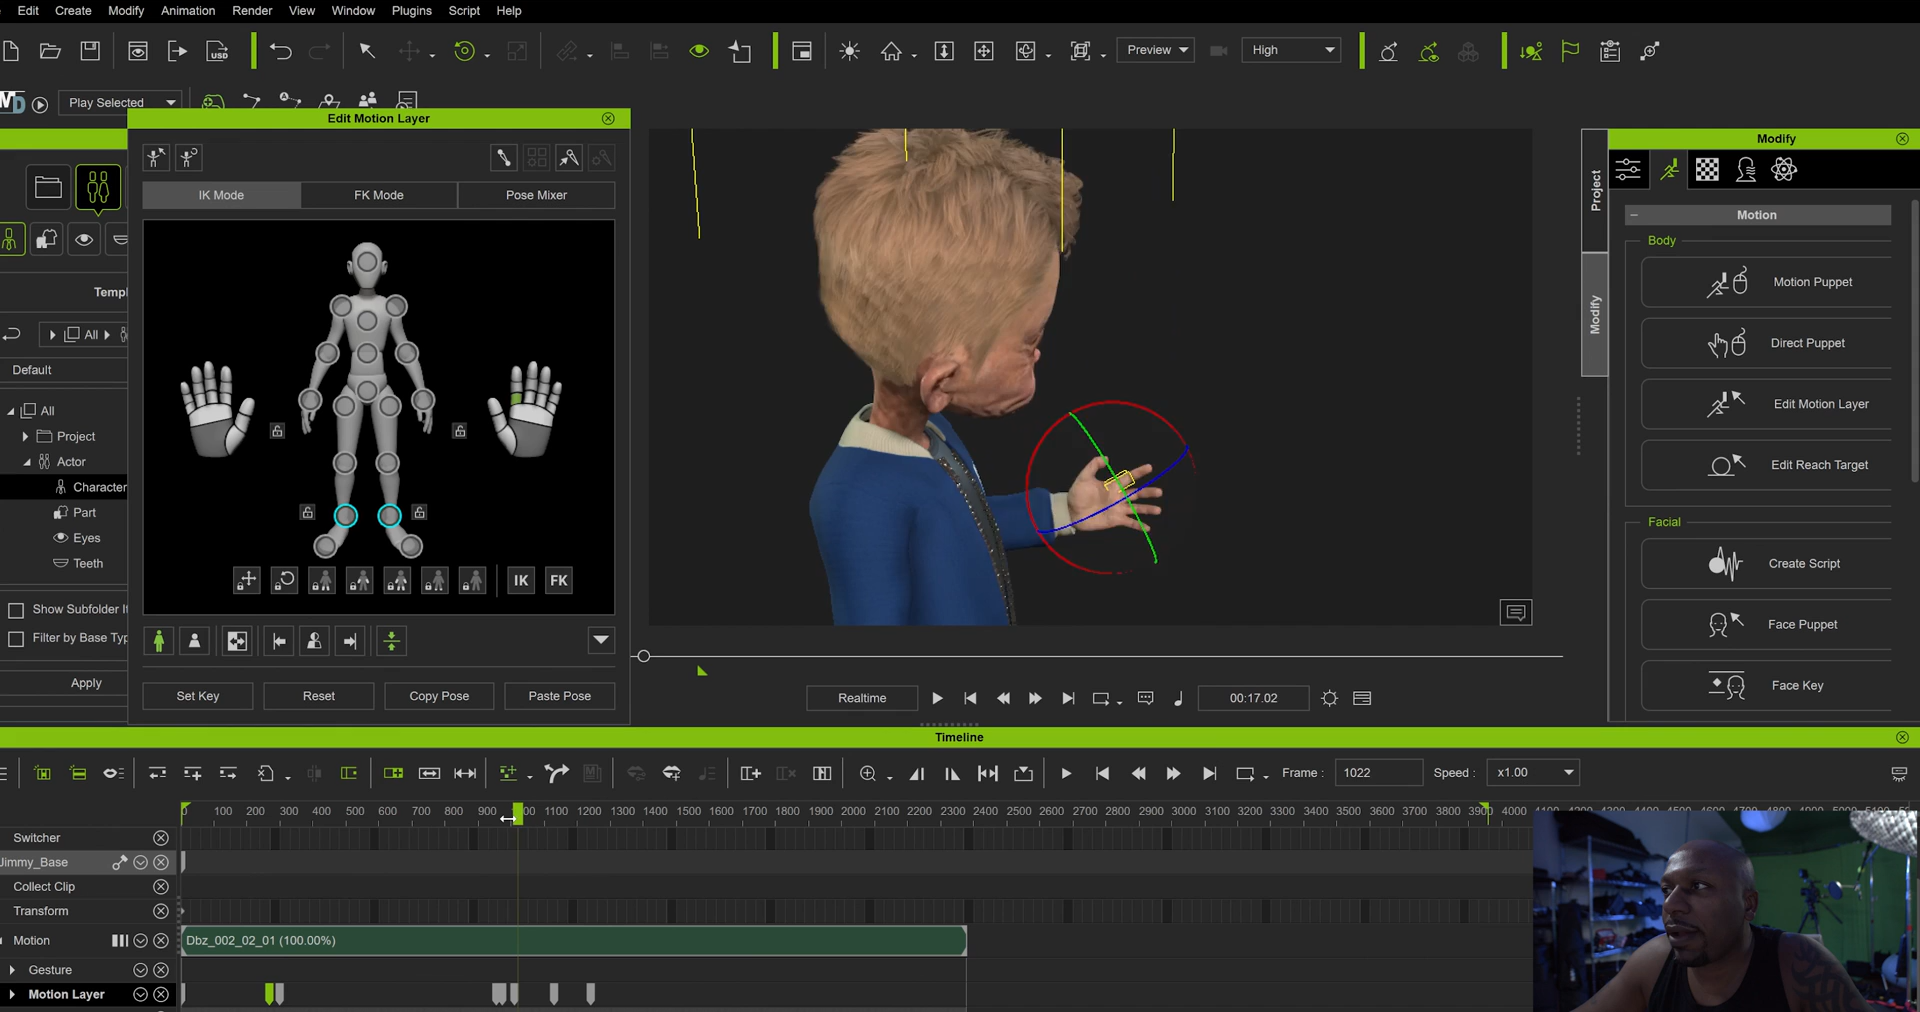 Edit Create Modify Animation Render View Window Plugins Script Help
Preview High
Play Selected
Edit Motion Layer
IK Mode FK Mode Pose Mixer
IK FK
Set Key Reset Copy Pose Paste Pose
Templ
All
Default
All
Project
Actor
Character
Part
Eyes
Teeth
Show Subfolder It
Filter by Base Typ
Apply
Realtime 00:17.02
Project
Modify
Modify
Motion
Body
Motion Puppet
Direct Puppet
Edit Motion Layer
Edit Reach Target
Facial
Create Script
Face Puppet
Face Key
Timeline
Frame : 1022 Speed : x1.00
0 100 200 300 400 500 600 700 800 900 000 1100 1200 1300 1400 1500 1600 1700 1800 1900 2000 2100 2200 2300 2400 2500 2600 2700 2800 2900 3000 3100 3200 3300 3400 3500 3600 3700 3800 3900 4000
Switcher
Jimmy_Base
Collect Clip
Transform
Motion Dbz_002_02_01 (100.00%)
Gesture
Motion Layer